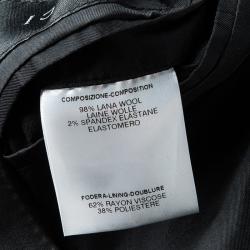 COMPOSIZIONE-COMPOSITION
98% LANA WOOL
LAINE WOLLE
2% SPANDEX ELASTANE
ELASTOMERO
FODERA-LINING-DOUBLURE
62% RAYON VISCOSE
38% POLIESTERE